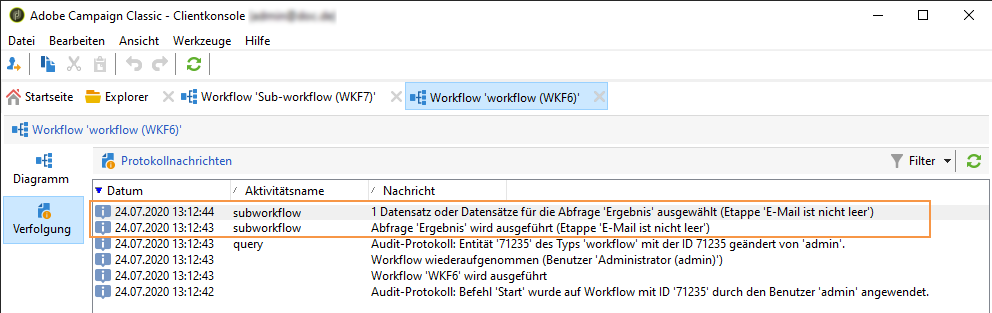 Adobe Campaign Classic - Clientkonsole
Datei Bearbeiten Ansicht Werkzeuge Hilfe
Startseite Explorer Workflow 'Sub-workflow (WKF7)' Workflow 'workflow (WKF6)'
Workflow 'workflow (WKF6)'
Diagramm
Verfolgung
Protokollnachrichten Filter
Datum Aktivitätsname Nachricht
24.07.2020 13:12:44 subworkflow 1 Datensatz oder Datensätze für die Abfrage 'Ergebnis' ausgewählt (Etappe 'E-Mail ist nicht leer')
24.07.2020 13:12:43 subworkflow Abfrage 'Ergebnis' wird ausgeführt (Etappe 'E-Mail ist nicht leer')
24.07.2020 13:12:43 query Audit-Protokoll: Entität '71235' des Typs 'workflow' mit der ID 71235 geändert von 'admin'.
24.07.2020 13:12:43 Workflow wiederaufgenommen (Benutzer 'Administrator (admin)')
24.07.2020 13:12:43 Workflow 'WKF6' wird ausgeführt
24.07.2020 13:12:42 Audit-Protokoll: Befehl 'Start' wurde auf Workflow mit ID '71235' durch den Benutzer 'admin' angewendet.